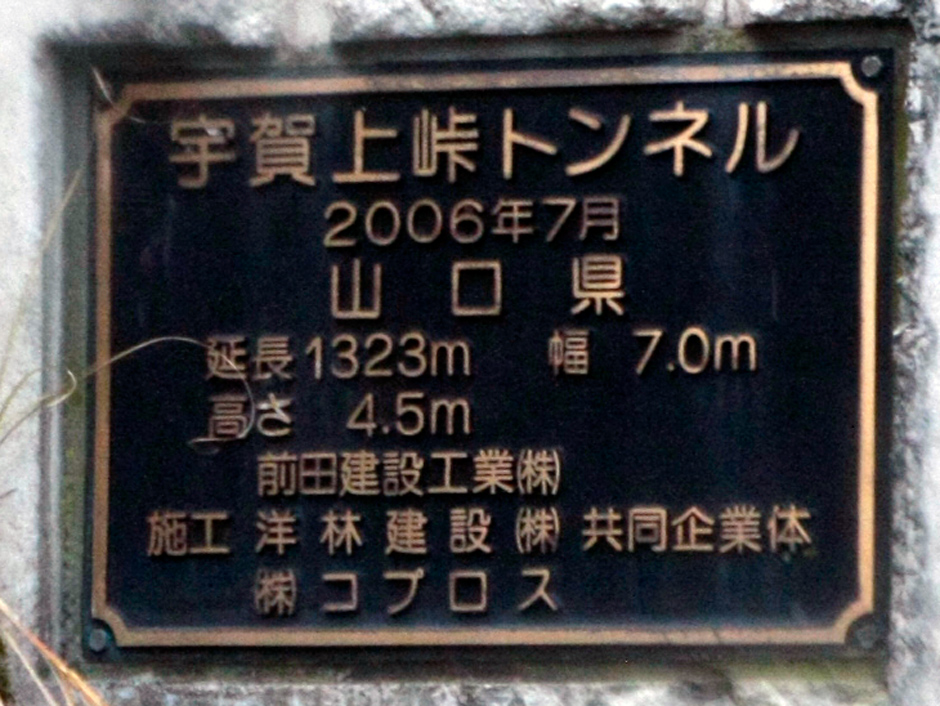 宇賀上峠トンネル
2006年7月
山口県
延長1323m 幅 7.0m
高さ 4.5m
前田建設工業㈱
施工 洋林建設㈱ 共同企業体
㈱コプロス